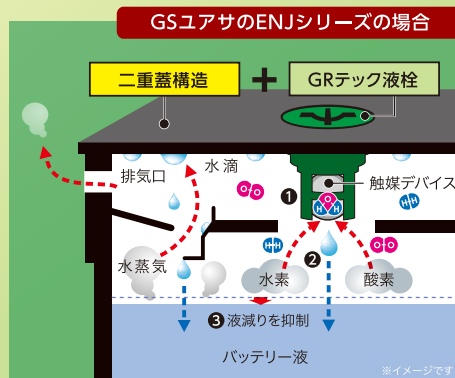 GSユアサのENJシリーズの場合
二重蓋構造
+
GRテック液栓
排気口
水滴
O O
❶
H O H
触媒デバイス
H H
水蒸気
H H
❷
O O
水素
酸素
❸液減りを抑制
バッテリー液
※イメージです